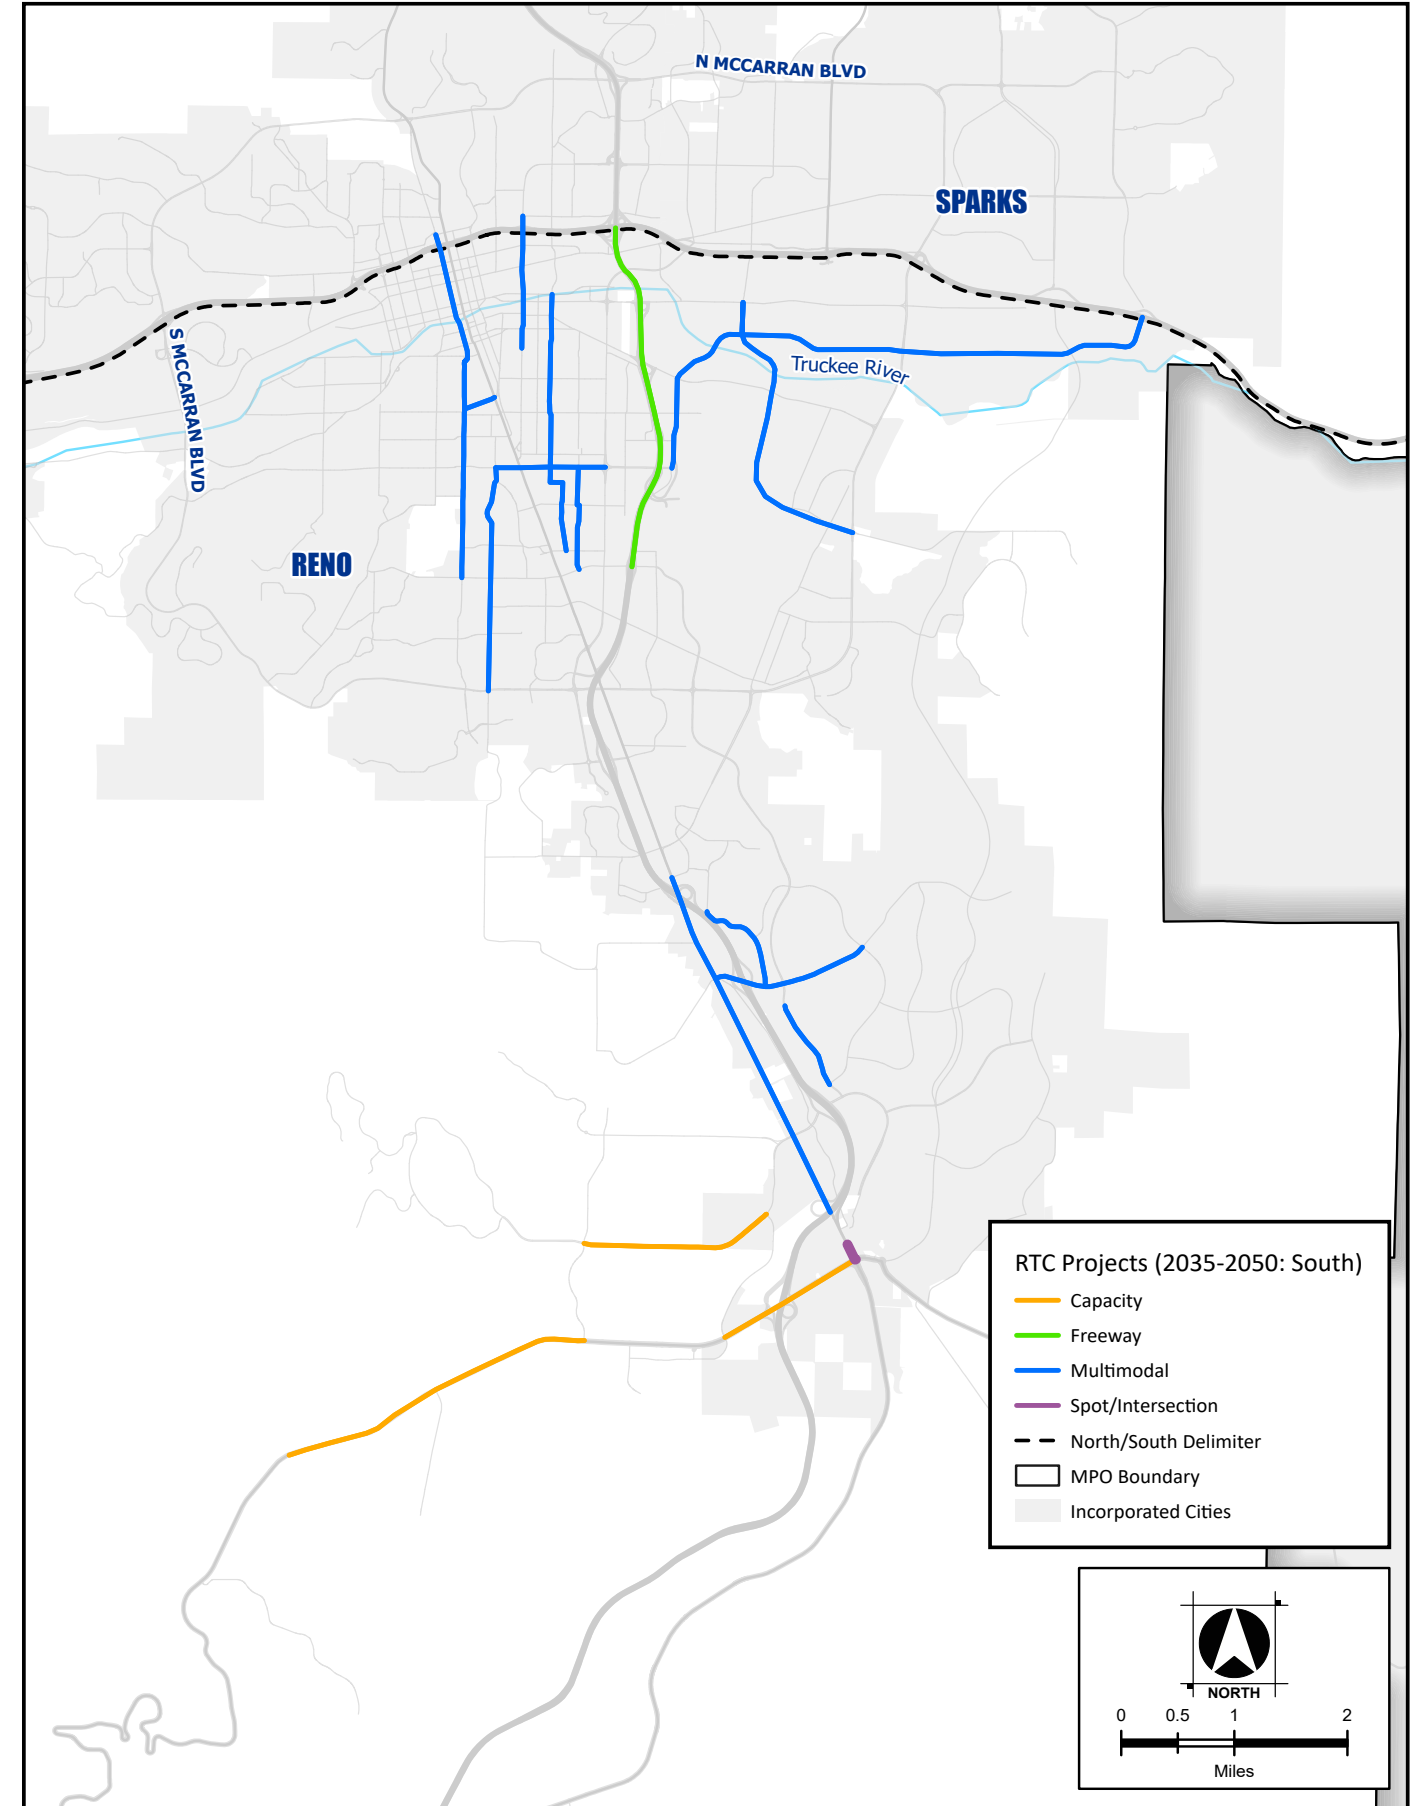 N MCCARRAN BLVD
SPARKS
S MCCARRAN BLVD
Truckee River
RENO
RTC Projects (2035-2050: South)
Capacity
Freeway
Multimodal
Spot/Intersection
North/South Delimiter
MPO Boundary
Incorporated Cities
NORTH
0 0.5 1 2
Miles